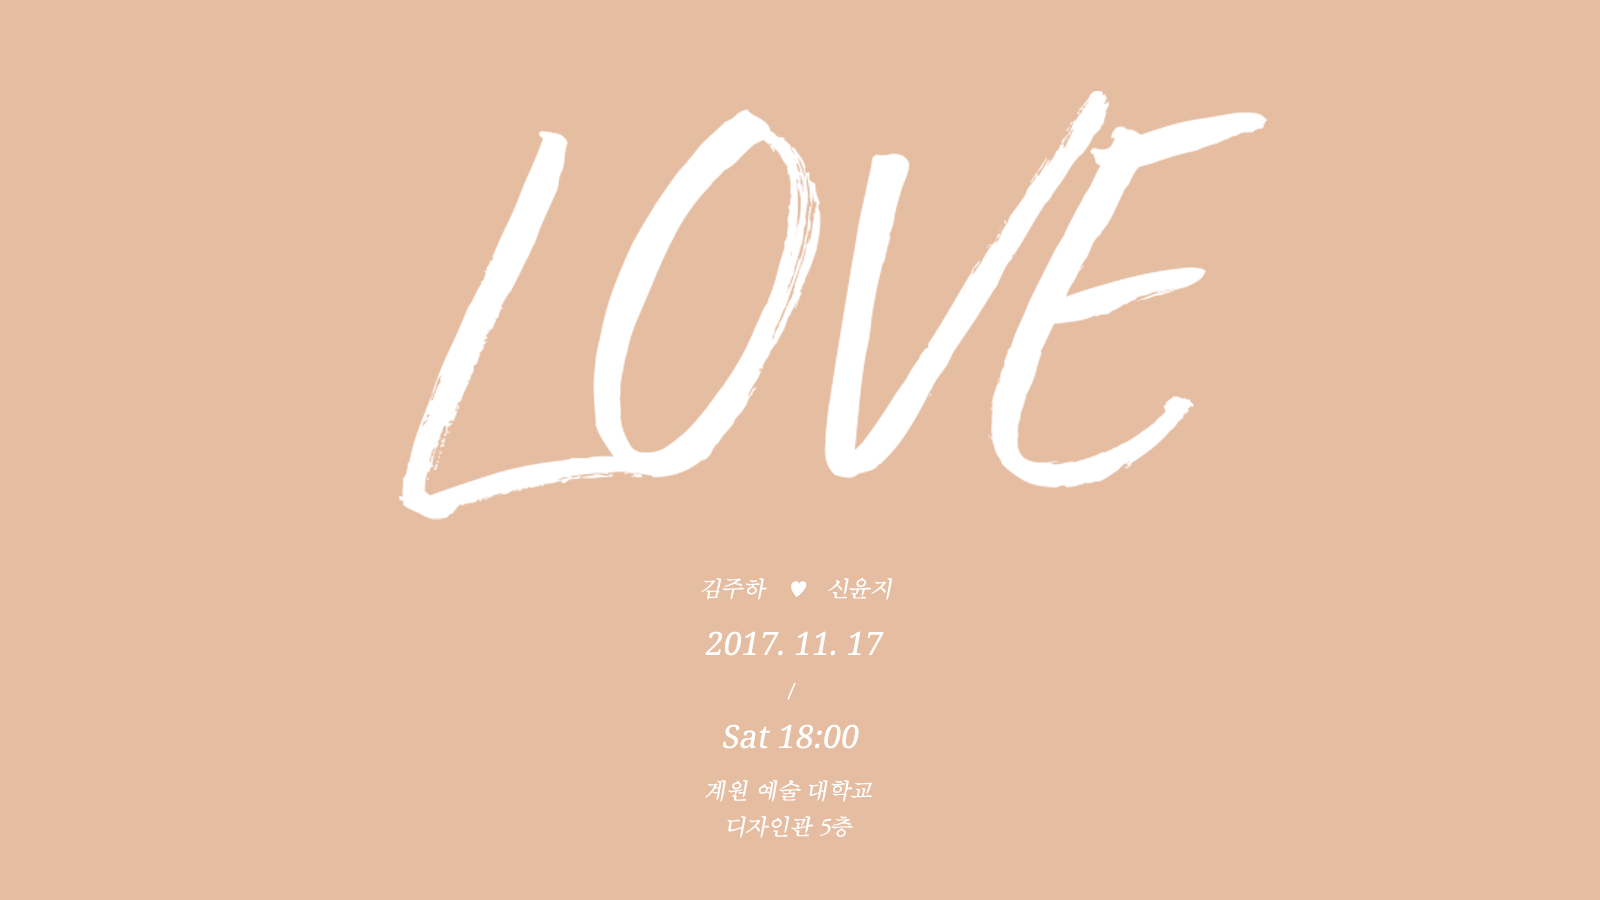 LOVE
김주하 ♥ 신윤지
2017. 11. 17
/
Sat 18:00
계원 예술 대학교
디자인관 5층